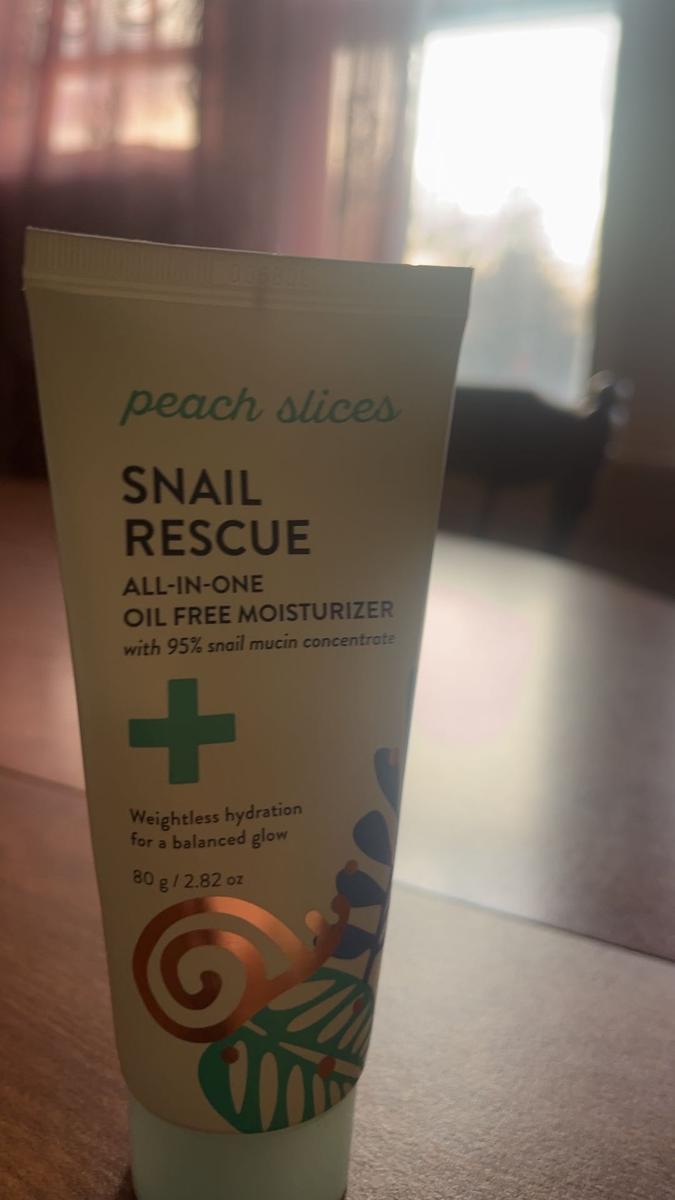 peach slices
SNAIL
RESCUE
ALL-IN-ONE
OIL FREE MOISTURIZER
with 95% snail mucin concentrate
Weightless hydration
for a balanced glow
80 g / 2.82 oz